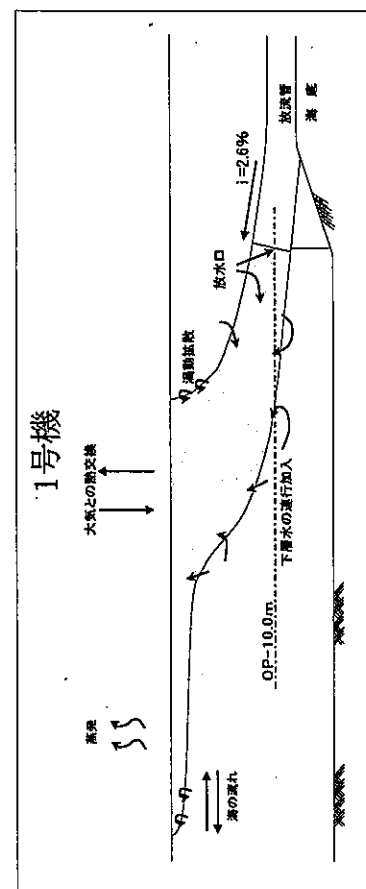 1号機
蒸発
大気との熱交換
渦動拡散
i=2.6%
放流管
海底
放水口
下層水の連行加入
OP-10.0m
海の流れ